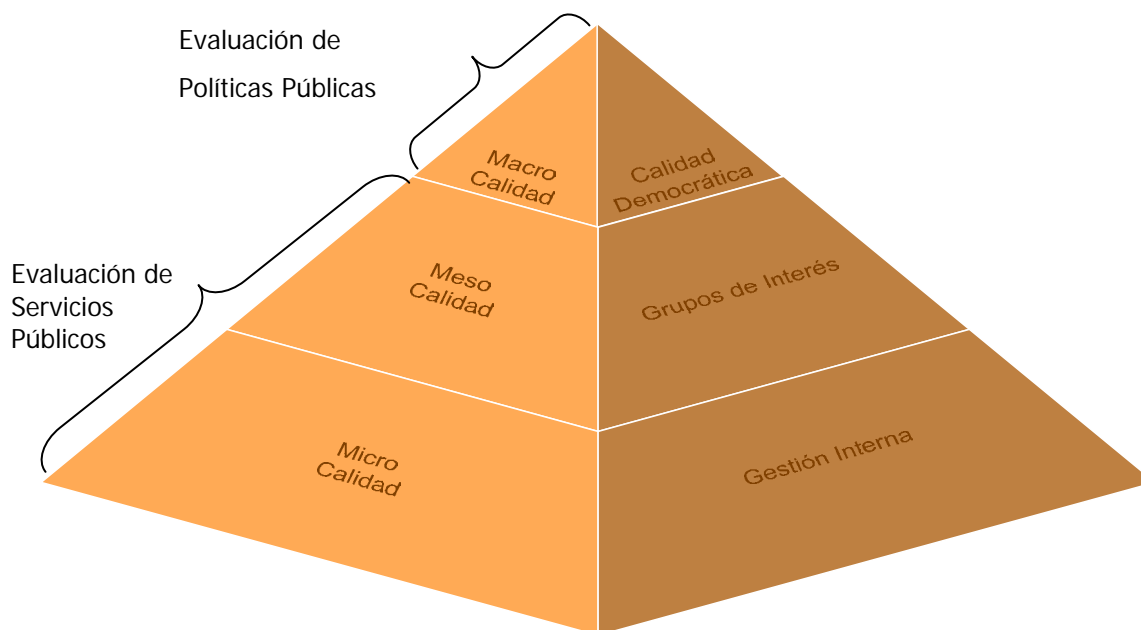 Evaluación de
Políticas Públicas
Macro
Calidad
Calidad
Democrática
Evaluación de
Servicios
Públicos
Meso
Calidad
Grupos de Interés
Micro
Calidad
Gestión Interna